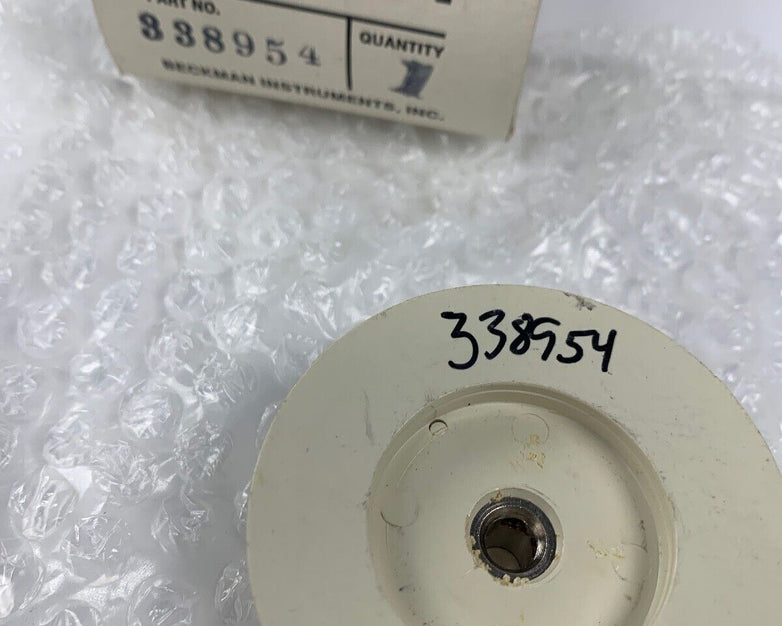 PART NO.
338954
QUANTITY
1
BECKMAN INSTRUMENTS, INC.
338954